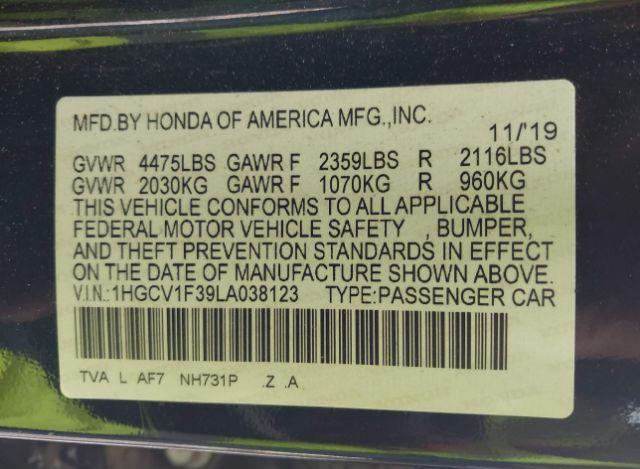 MFD.BY HONDA OF AMERICA MFG.,INC.
11/'19
GVWR 4475LBS GAWR F 2359LBS R 2116LBS
GVWR 2030KG GAWR F 1070KG R 960KG
THIS VEHICLE CONFORMS TO ALL APPLICABLE
FEDERAL MOTOR VEHICLE SAFETY , BUMPER,
AND THEFT PREVENTION STANDARDS IN EFFECT
ON THE DATE OF MANUFACTURE SHOWN ABOVE.
V.I.N.:1HGCV1F39LA038123 TYPE:PASSENGER CAR
TVA L AF7 NH731P .Z .A